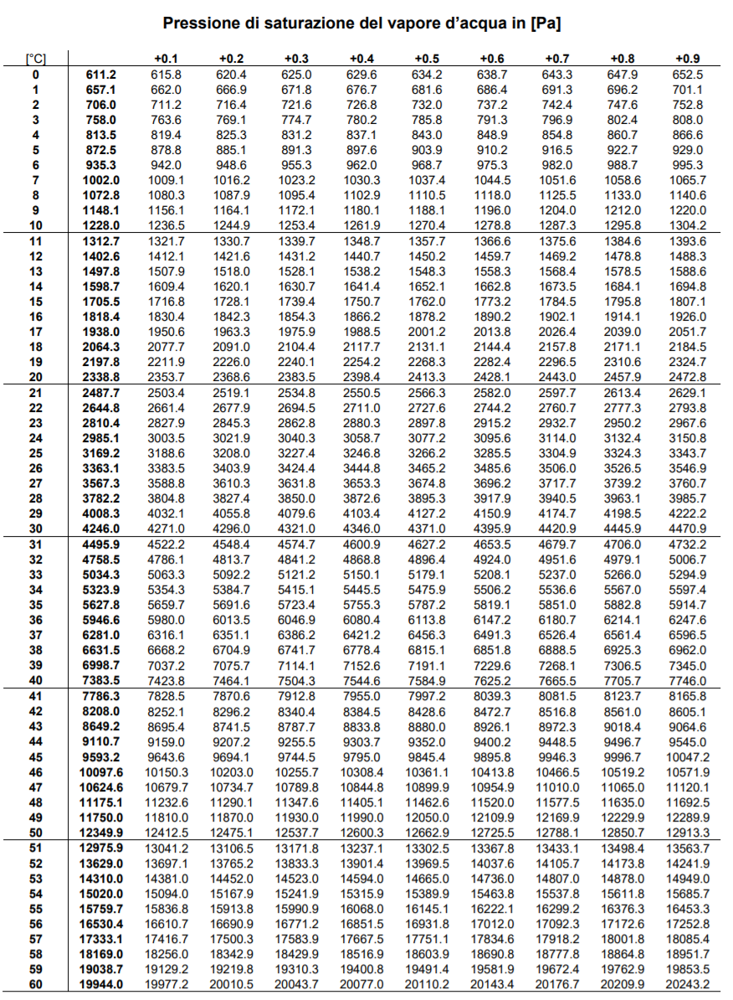 Pressione di saturazione del vapore d’acqua in [Pa]
[°C] +0.1 +0.2 +0.3 +0.4 +0.5 +0.6 +0.7 +0.8 +0.9
0 611.2 615.8 620.4 625.0 629.6 634.2 638.7 643.3 647.9 652.5
1 657.1 662.0 666.9 671.8 676.7 681.6 686.4 691.3 696.2 701.1
2 706.0 711.2 716.4 721.6 726.8 732.0 737.2 742.4 747.6 752.8
3 758.0 763.6 769.1 774.7 780.2 785.8 791.3 796.9 802.4 808.0
4 813.5 819.4 825.3 831.2 837.1 843.0 848.9 854.8 860.7 866.6
5 872.5 878.8 885.1 891.3 897.6 903.9 910.2 916.5 922.7 929.0
6 935.3 942.0 948.6 955.3 962.0 968.7 975.3 982.0 988.7 995.3
7 1002.0 1009.1 1016.2 1023.2 1030.3 1037.4 1044.5 1051.6 1058.6 1065.7
8 1072.8 1080.3 1087.9 1095.4 1102.9 1110.5 1118.0 1125.5 1133.0 1140.6
9 1148.1 1156.1 1164.1 1172.1 1180.1 1188.1 1196.0 1204.0 1212.0 1220.0
10 1228.0 1236.5 1244.9 1253.4 1261.9 1270.4 1278.8 1287.3 1295.8 1304.2
11 1312.7 1321.7 1330.7 1339.7 1348.7 1357.7 1366.6 1375.6 1384.6 1393.6
12 1402.6 1412.1 1421.6 1431.2 1440.7 1450.2 1459.7 1469.2 1478.8 1488.3
13 1497.8 1507.9 1518.0 1528.1 1538.2 1548.3 1558.3 1568.4 1578.5 1588.6
14 1598.7 1609.4 1620.1 1630.7 1641.4 1652.1 1662.8 1673.5 1684.1 1694.8
15 1705.5 1716.8 1728.1 1739.4 1750.7 1762.0 1773.2 1784.5 1795.8 1807.1
16 1818.4 1830.4 1842.3 1854.3 1866.2 1878.2 1890.2 1902.1 1914.1 1926.0
17 1938.0 1950.6 1963.3 1975.9 1988.5 2001.2 2013.8 2026.4 2039.0 2051.7
18 2064.3 2077.7 2091.0 2104.4 2117.7 2131.1 2144.4 2157.8 2171.1 2184.5
19 2197.8 2211.9 2226.0 2240.1 2254.2 2268.3 2282.4 2296.5 2310.6 2324.7
20 2338.8 2353.7 2368.6 2383.5 2398.4 2413.3 2428.1 2443.0 2457.9 2472.8
21 2487.7 2503.4 2519.1 2534.8 2550.5 2566.3 2582.0 2597.7 2613.4 2629.1
22 2644.8 2661.4 2677.9 2694.5 2711.0 2727.6 2744.2 2760.7 2777.3 2793.8
23 2810.4 2827.9 2845.3 2862.8 2880.3 2897.8 2915.2 2932.7 2950.2 2967.6
24 2985.1 3003.5 3021.9 3040.3 3058.7 3077.2 3095.6 3114.0 3132.4 3150.8
25 3169.2 3188.6 3208.0 3227.4 3246.8 3266.2 3285.5 3304.9 3324.3 3343.7
26 3363.1 3383.5 3403.9 3424.4 3444.8 3465.2 3485.6 3506.0 3526.5 3546.9
27 3567.3 3588.8 3610.3 3631.8 3653.3 3674.8 3696.2 3717.7 3739.2 3760.7
28 3782.2 3804.8 3827.4 3850.0 3872.6 3895.3 3917.9 3940.5 3963.1 3985.7
29 4008.3 4032.1 4055.8 4079.6 4103.4 4127.2 4150.9 4174.7 4198.5 4222.2
30 4246.0 4271.0 4296.0 4321.0 4346.0 4371.0 4395.9 4420.9 4445.9 4470.9
31 4495.9 4522.2 4548.4 4574.7 4600.9 4627.2 4653.5 4679.7 4706.0 4732.2
32 4758.5 4786.1 4813.7 4841.2 4868.8 4896.4 4924.0 4951.6 4979.1 5006.7
33 5034.3 5063.3 5092.2 5121.2 5150.1 5179.1 5208.1 5237.0 5266.0 5294.9
34 5323.9 5354.3 5384.7 5415.1 5445.5 5475.9 5506.2 5536.6 5567.0 5597.4
35 5627.8 5659.7 5691.6 5723.4 5755.3 5787.2 5819.1 5851.0 5882.8 5914.7
36 5946.6 5980.0 6013.5 6046.9 6080.4 6113.8 6147.2 6180.7 6214.1 6247.6
37 6281.0 6316.1 6351.1 6386.2 6421.2 6456.3 6491.3 6526.4 6561.4 6596.5
38 6631.5 6668.2 6704.9 6741.7 6778.4 6815.1 6851.8 6888.5 6925.3 6962.0
39 6998.7 7037.2 7075.7 7114.1 7152.6 7191.1 7229.6 7268.1 7306.5 7345.0
40 7383.5 7423.8 7464.1 7504.3 7544.6 7584.9 7625.2 7665.5 7705.7 7746.0
41 7786.3 7828.5 7870.6 7912.8 7955.0 7997.2 8039.3 8081.5 8123.7 8165.8
42 8208.0 8252.1 8296.2 8340.4 8384.5 8428.6 8472.7 8516.8 8561.0 8605.1
43 8649.2 8695.4 8741.5 8787.7 8833.8 8880.0 8926.1 8972.3 9018.4 9064.6
44 9110.7 9159.0 9207.2 9255.5 9303.7 9352.0 9400.2 9448.5 9496.7 9545.0
45 9593.2 9643.6 9694.1 9744.5 9795.0 9845.4 9895.8 9946.3 9996.7 10047.2
46 10097.6 10150.3 10203.0 10255.7 10308.4 10361.1 10413.8 10466.5 10519.2 10571.9
47 10624.6 10679.7 10734.7 10789.8 10844.8 10899.9 10954.9 11010.0 11065.0 11120.1
48 11175.1 11232.6 11290.1 11347.6 11405.1 11462.6 11520.0 11577.5 11635.0 11692.5
49 11750.0 11810.0 11870.0 11930.0 11990.0 12050.0 12109.9 12169.9 12229.9 12289.9
50 12349.9 12412.5 12475.1 12537.7 12600.3 12662.9 12725.5 12788.1 12850.7 12913.3
51 12975.9 13041.2 13106.5 13171.8 13237.1 13302.5 13367.8 13433.1 13498.4 13563.7
52 13629.0 13697.1 13765.2 13833.3 13901.4 13969.5 14037.6 14105.7 14173.8 14241.9
53 14310.0 14381.0 14452.0 14523.0 14594.0 14665.0 14736.0 14807.0 14878.0 14949.0
54 15020.0 15094.0 15167.9 15241.9 15315.9 15389.9 15463.8 15537.8 15611.8 15685.7
55 15759.7 15836.8 15913.8 15990.9 16068.0 16145.1 16222.1 16299.2 16376.3 16453.3
56 16530.4 16610.7 16690.9 16771.2 16851.5 16931.8 17012.0 17092.3 17172.6 17252.8
57 17333.1 17416.7 17500.3 17583.9 17667.5 17751.1 17834.6 17918.2 18001.8 18085.4
58 18169.0 18256.0 18342.9 18429.9 18516.9 18603.9 18690.8 18777.8 18864.8 18951.7
59 19038.7 19129.2 19219.8 19310.3 19400.8 19491.4 19581.9 19672.4 19762.9 19853.5
60 19944.0 19977.2 20010.5 20043.7 20077.0 20110.2 20143.4 20176.7 20209.9 20243.2